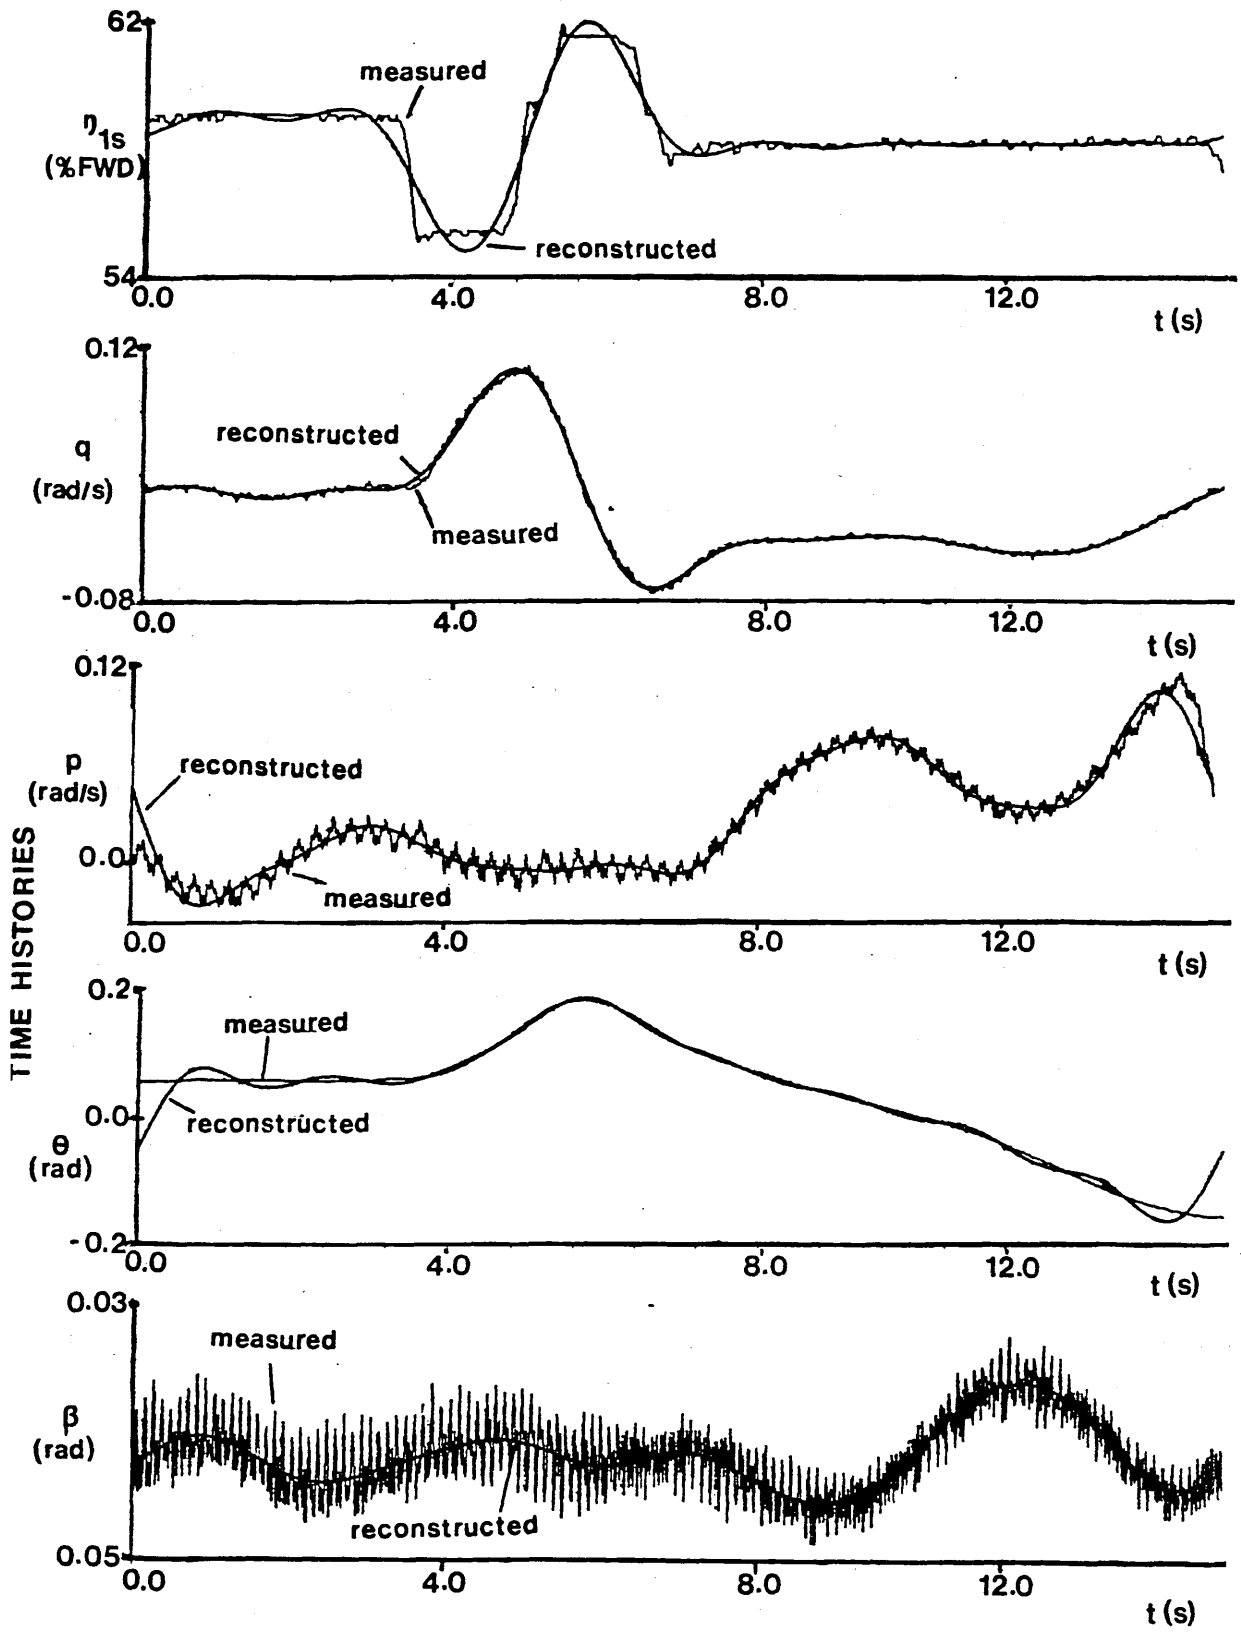 TIME HISTORIES
62
measured
η1s
(%FWD)
reconstructed
54
0.0 4.0 8.0 12.0
t (s)
0.12
reconstructed
q
(rad/s)
measured
-0.08
0.0 4.0 8.0 12.0
t (s)
0.12
p
(rad/s)
reconstructed
0.0
measured
0.0 4.0 8.0 12.0
t (s)
0.2
measured
0.0
reconstructed
θ
(rad)
-0.2
0.0 4.0 8.0 12.0
t (s)
0.03
measured
β
(rad)
reconstructed
0.05
0.0 4.0 8.0 12.0
t (s)